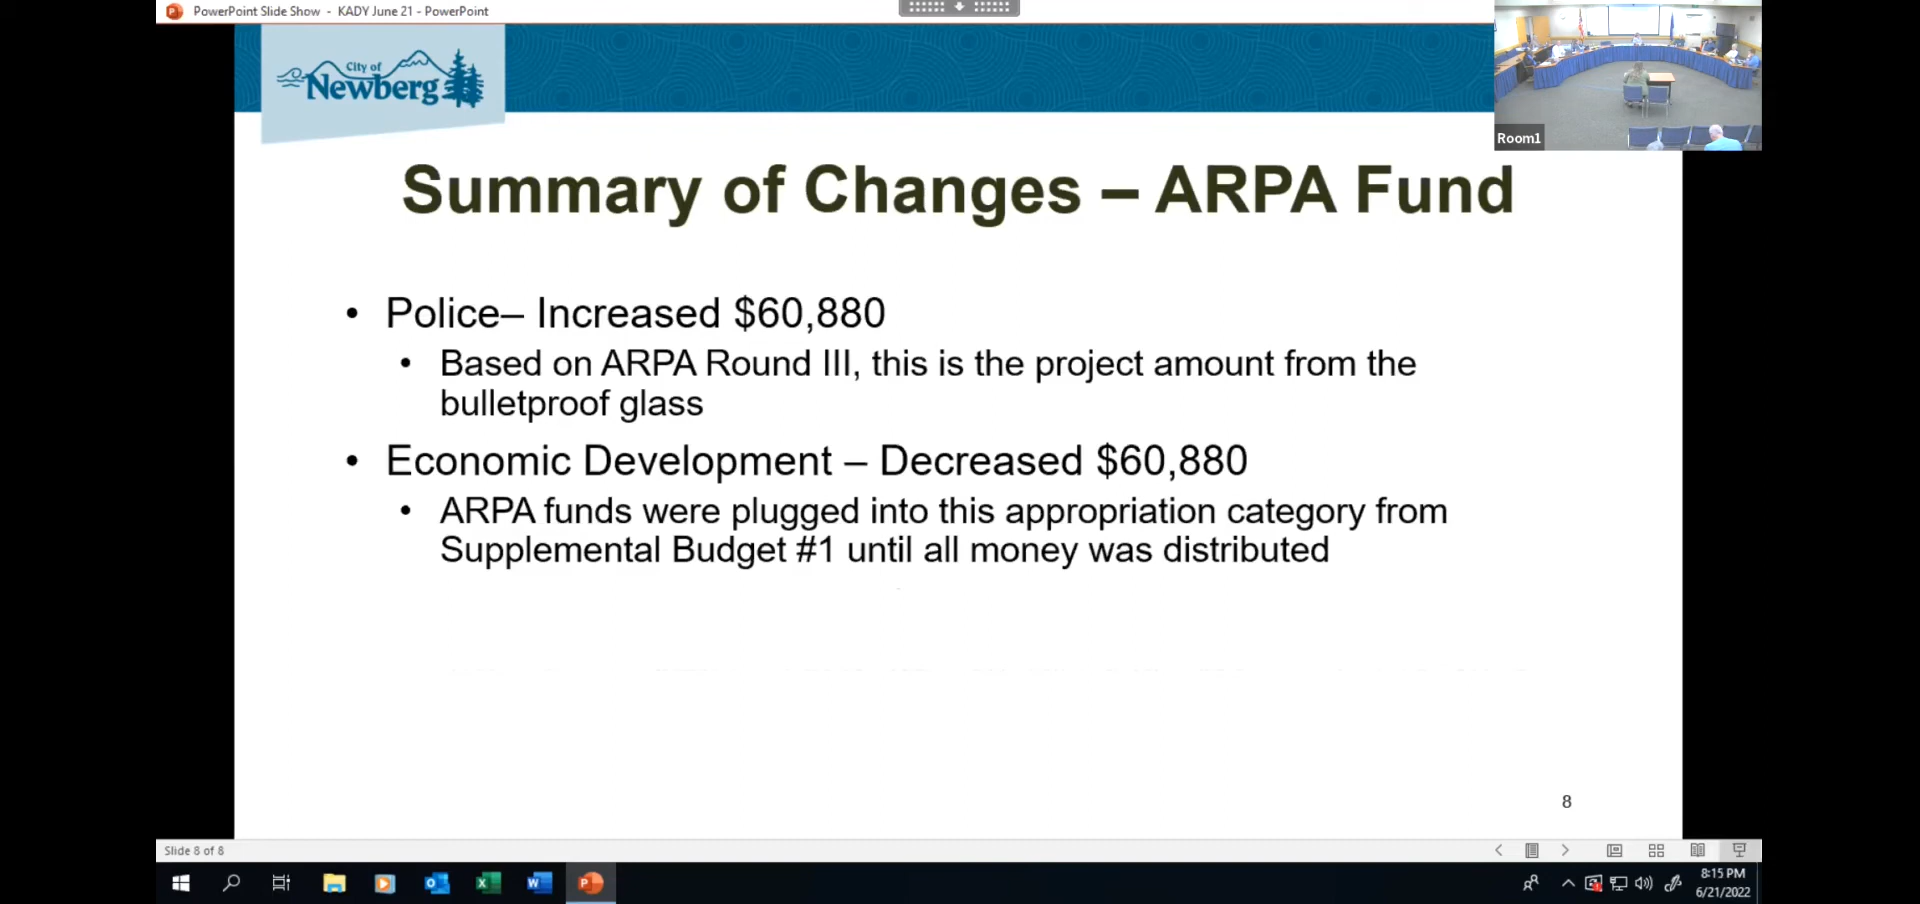 PowerPoint Slide Show - KADY June 21 - PowerPoint
City of
Newberg
Room1
Summary of Changes – ARPA Fund
• Police– Increased $60,880
• Based on ARPA Round III, this is the project amount from the
bulletproof glass
• Economic Development – Decreased $60,880
• ARPA funds were plugged into this appropriation category from
Supplemental Budget #1 until all money was distributed
8
Slide 8 of 8
8:15 PM
6/21/2022